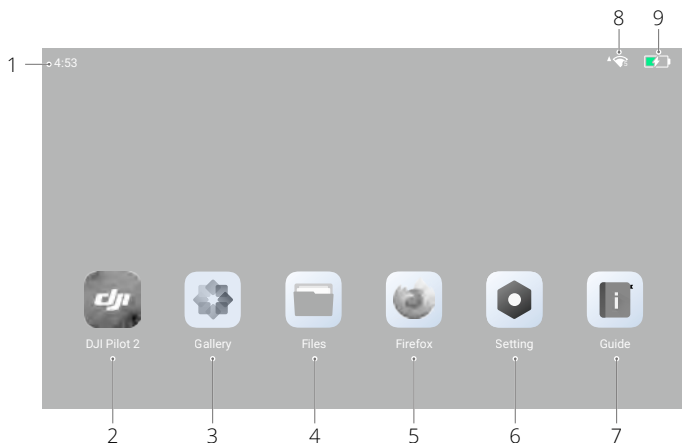 8 9
1 4:53
dji
i
DJI Pilot 2 Gallery Files Firefox Setting Guide
2 3 4 5 6 7